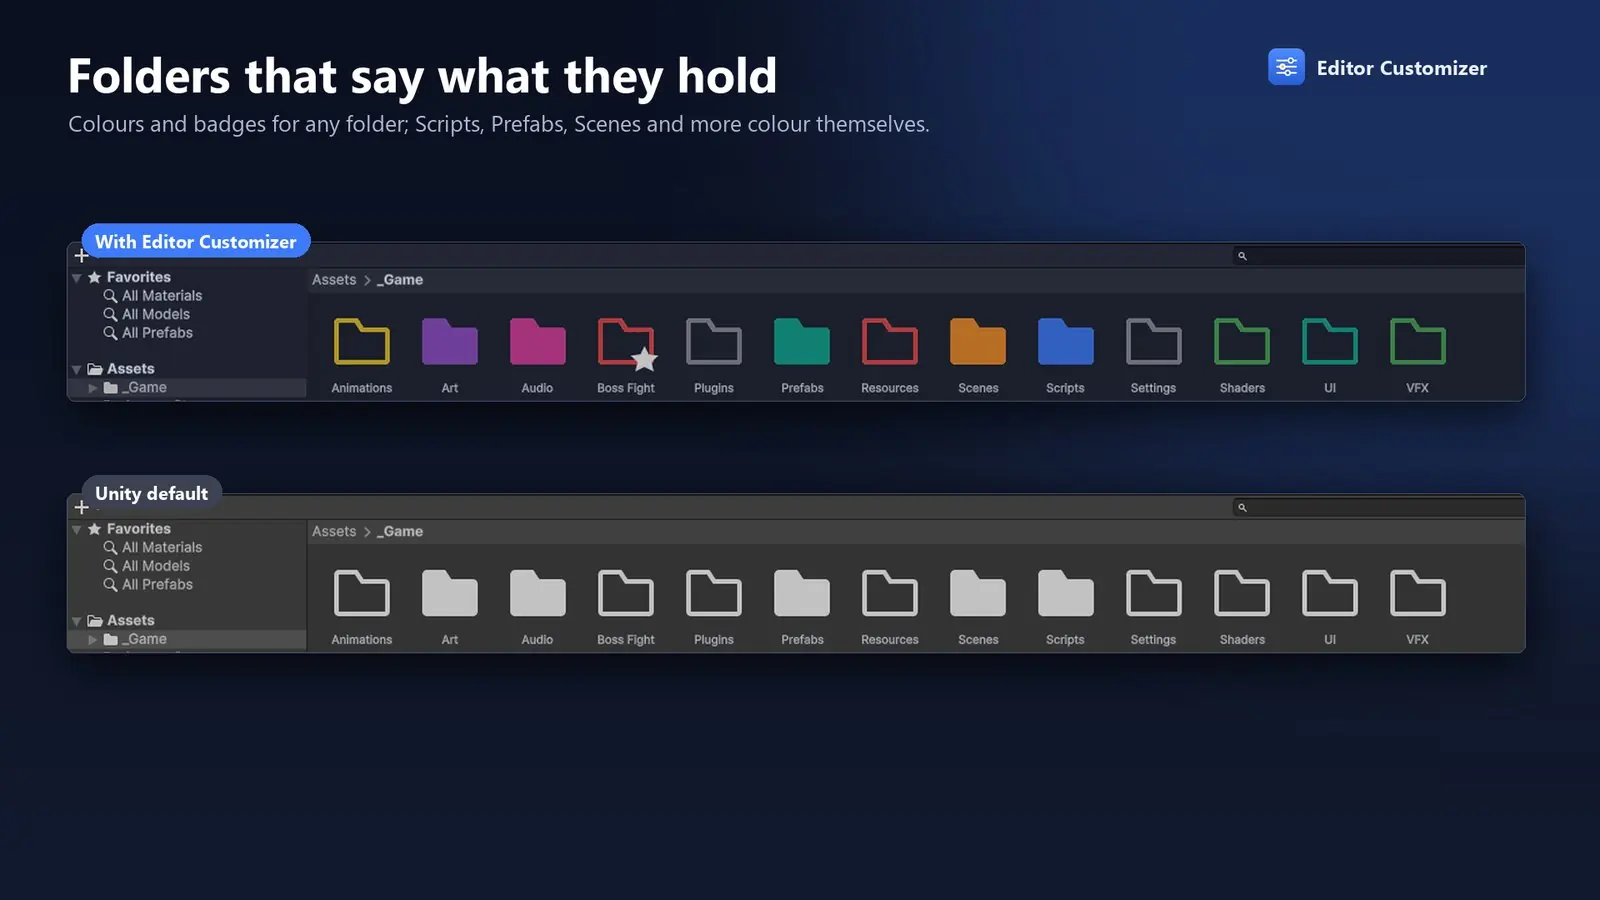 Folders that say what they hold
Editor Customizer
Colours and badges for any folder; Scripts, Prefabs, Scenes and more colour themselves.
With Editor Customizer
Favorites
All Materials
All Models
All Prefabs
Assets
_Game
Assets > _Game
Animations
Art
Audio
Boss Fight
Plugins
Prefabs
Resources
Scenes
Scripts
Settings
Shaders
UI
VFX
Unity default
Favorites
All Materials
All Models
All Prefabs
Assets
_Game
Assets > _Game
Animations
Art
Audio
Boss Fight
Plugins
Prefabs
Resources
Scenes
Scripts
Settings
Shaders
UI
VFX